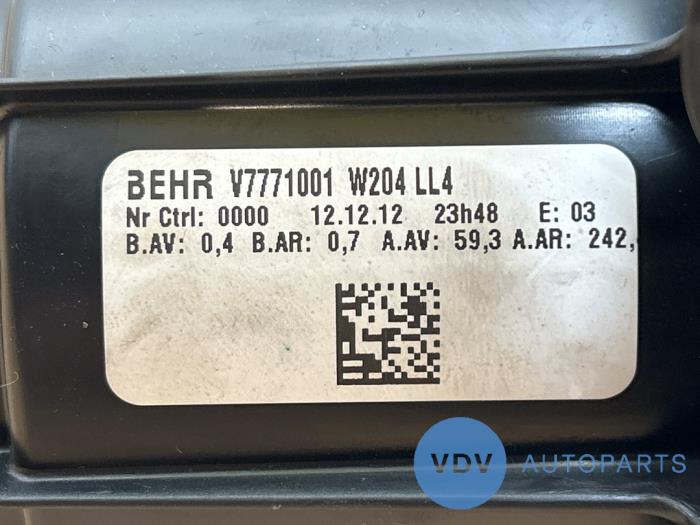 BEHR V7771001 W204 LL4
Nr Ctrl: 0000 12.12.12 23h48 E: 03
B.AV: 0,4 B.AR: 0,7 A.AV: 59,3 A.AR: 242,
VDV AUTOPARTS